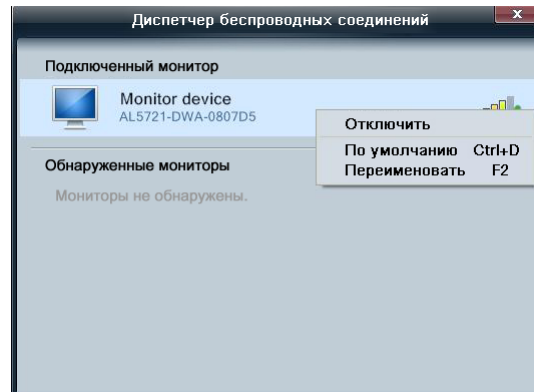 Диспетчер беспроводных соединений
x
Подключенный монитор
Monitor device
AL5721-DWA-0807D5
Отключить
По умолчанию Ctrl+D
Переименовать F2
Обнаруженные мониторы
Мониторы не обнаружены.